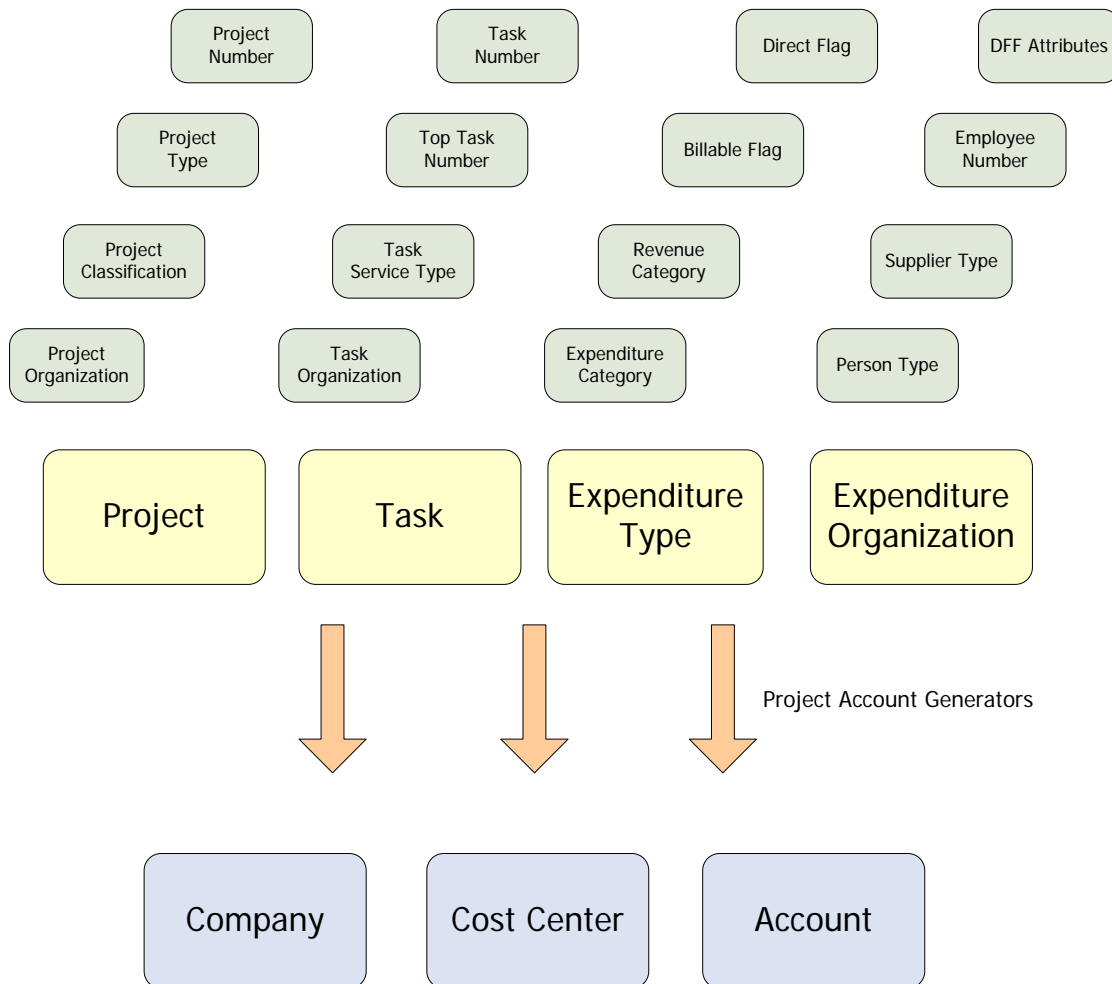 Project
Number
Task
Number
Direct Flag
DFF Attributes
Project
Type
Top Task
Number
Billable Flag
Employee
Number
Project
Classification
Task
Service Type
Revenue
Category
Supplier Type
Project
Organization
Task
Organization
Expenditure
Category
Person Type
Project
Task
Expenditure
Type
Expenditure
Organization
Project Account Generators
Company
Cost Center
Account